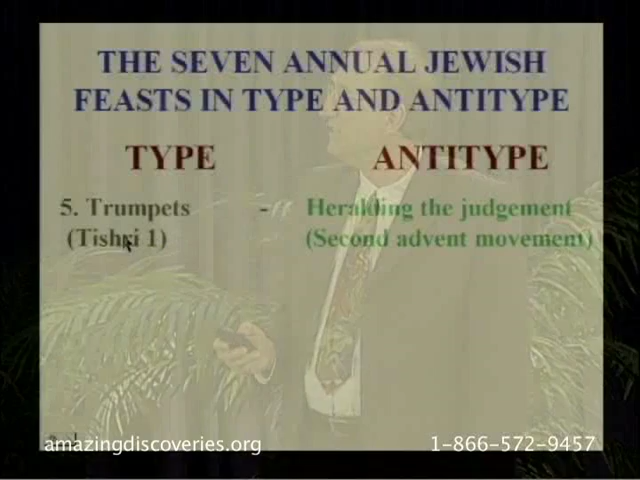 THE SEVEN ANNUAL JEWISH
FEASTS IN TYPE AND ANTITYPE
TYPE ANTITYPE
5. Trumpets - Heralding the judgement
(Tishri 1) (Second advent movement)
amazingdiscoveries.org 1-866-572-9457